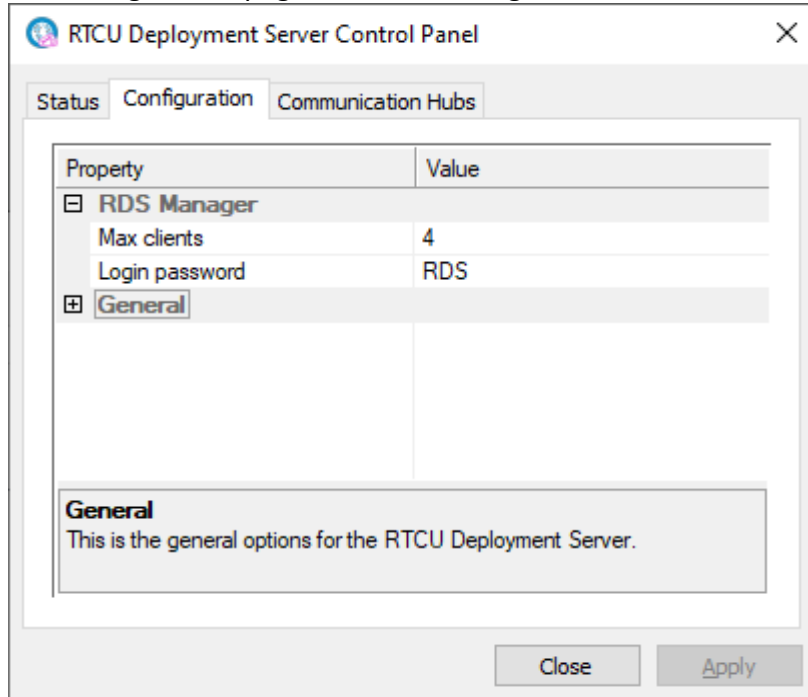 RTCU Deployment Server Control Panel
Status Configuration Communication Hubs
Property Value
RDS Manager
Max clients 4
Login password RDS
General
General
This is the general options for the RTCU Deployment Server.
Close Apply